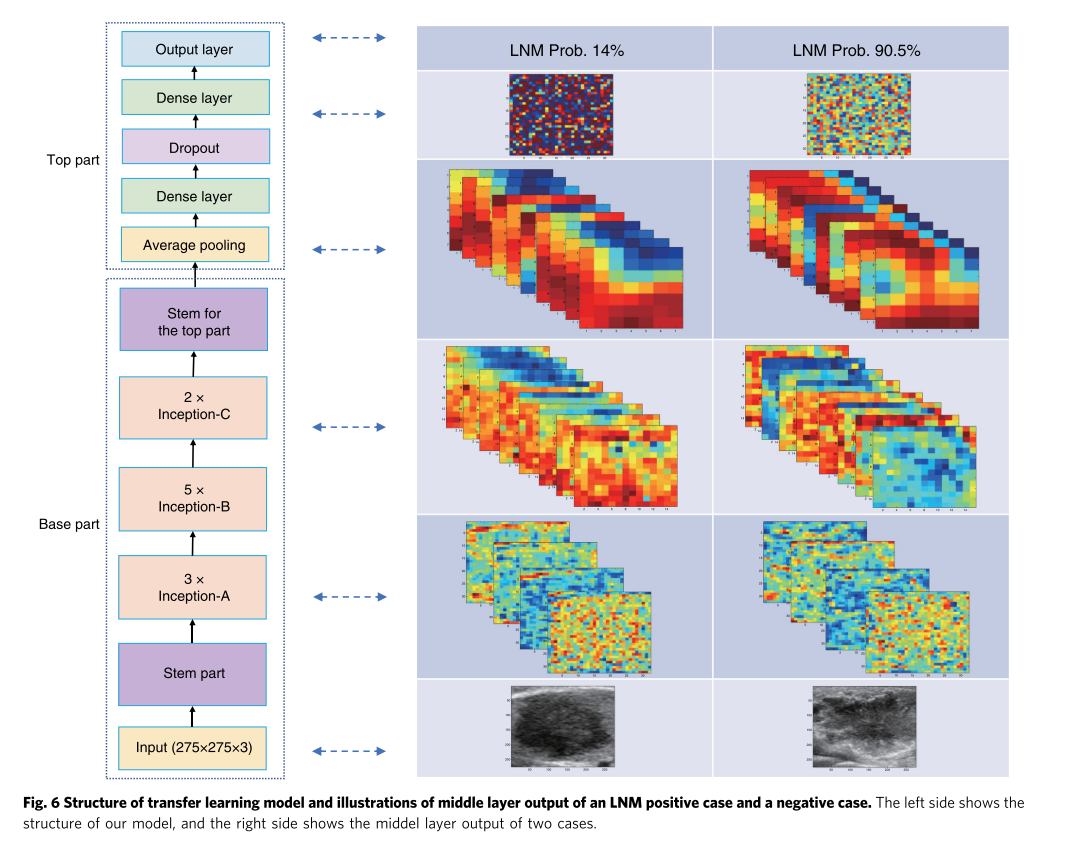 Output layer
Dense layer
Dropout
Top part
Dense layer
Average pooling
Stem for
the top part
2 ×
Inception-C
5 ×
Inception-B
Base part
3 ×
Inception-A
Stem part
Input (275×275×3)
LNM Prob. 14%
LNM Prob. 90.5%
Fig. 6 Structure of transfer learning model and illustrations of middle layer output of an LNM positive case and a negative case. The left side shows the
structure of our model, and the right side shows the middel layer output of two cases.